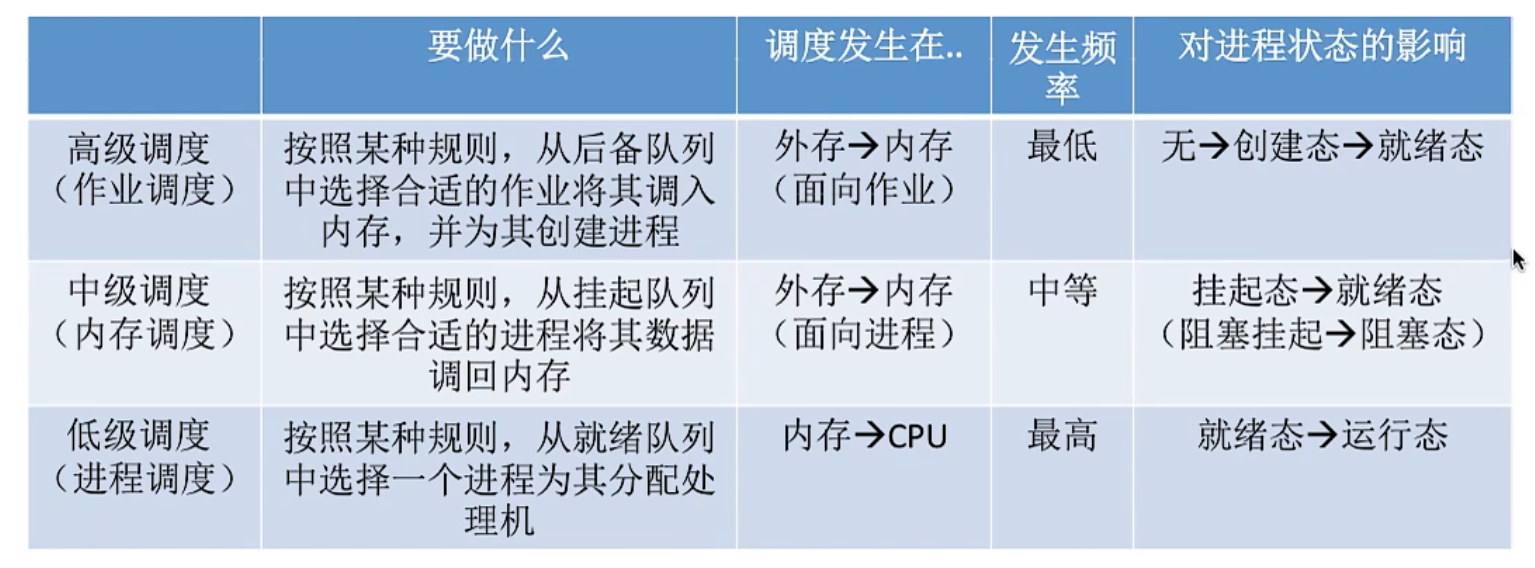 要做什么
调度发生在..
发生频
率
对进程状态的影响
高级调度
（作业调度）
按照某种规则，从后备队列
中选择合适的作业将其调入
内存，并为其创建进程
外存→内存
（面向作业）
最低
无→创建态→就绪态
中级调度
（内存调度）
按照某种规则，从挂起队列
中选择合适的进程将其数据
调回内存
外存→内存
（面向进程）
中等
挂起态→就绪态
（阻塞挂起→阻塞态）
低级调度
（进程调度）
按照某种规则，从就绪队列
中选择一个进程为其分配处
理机
内存→CPU
最高
就绪态→运行态